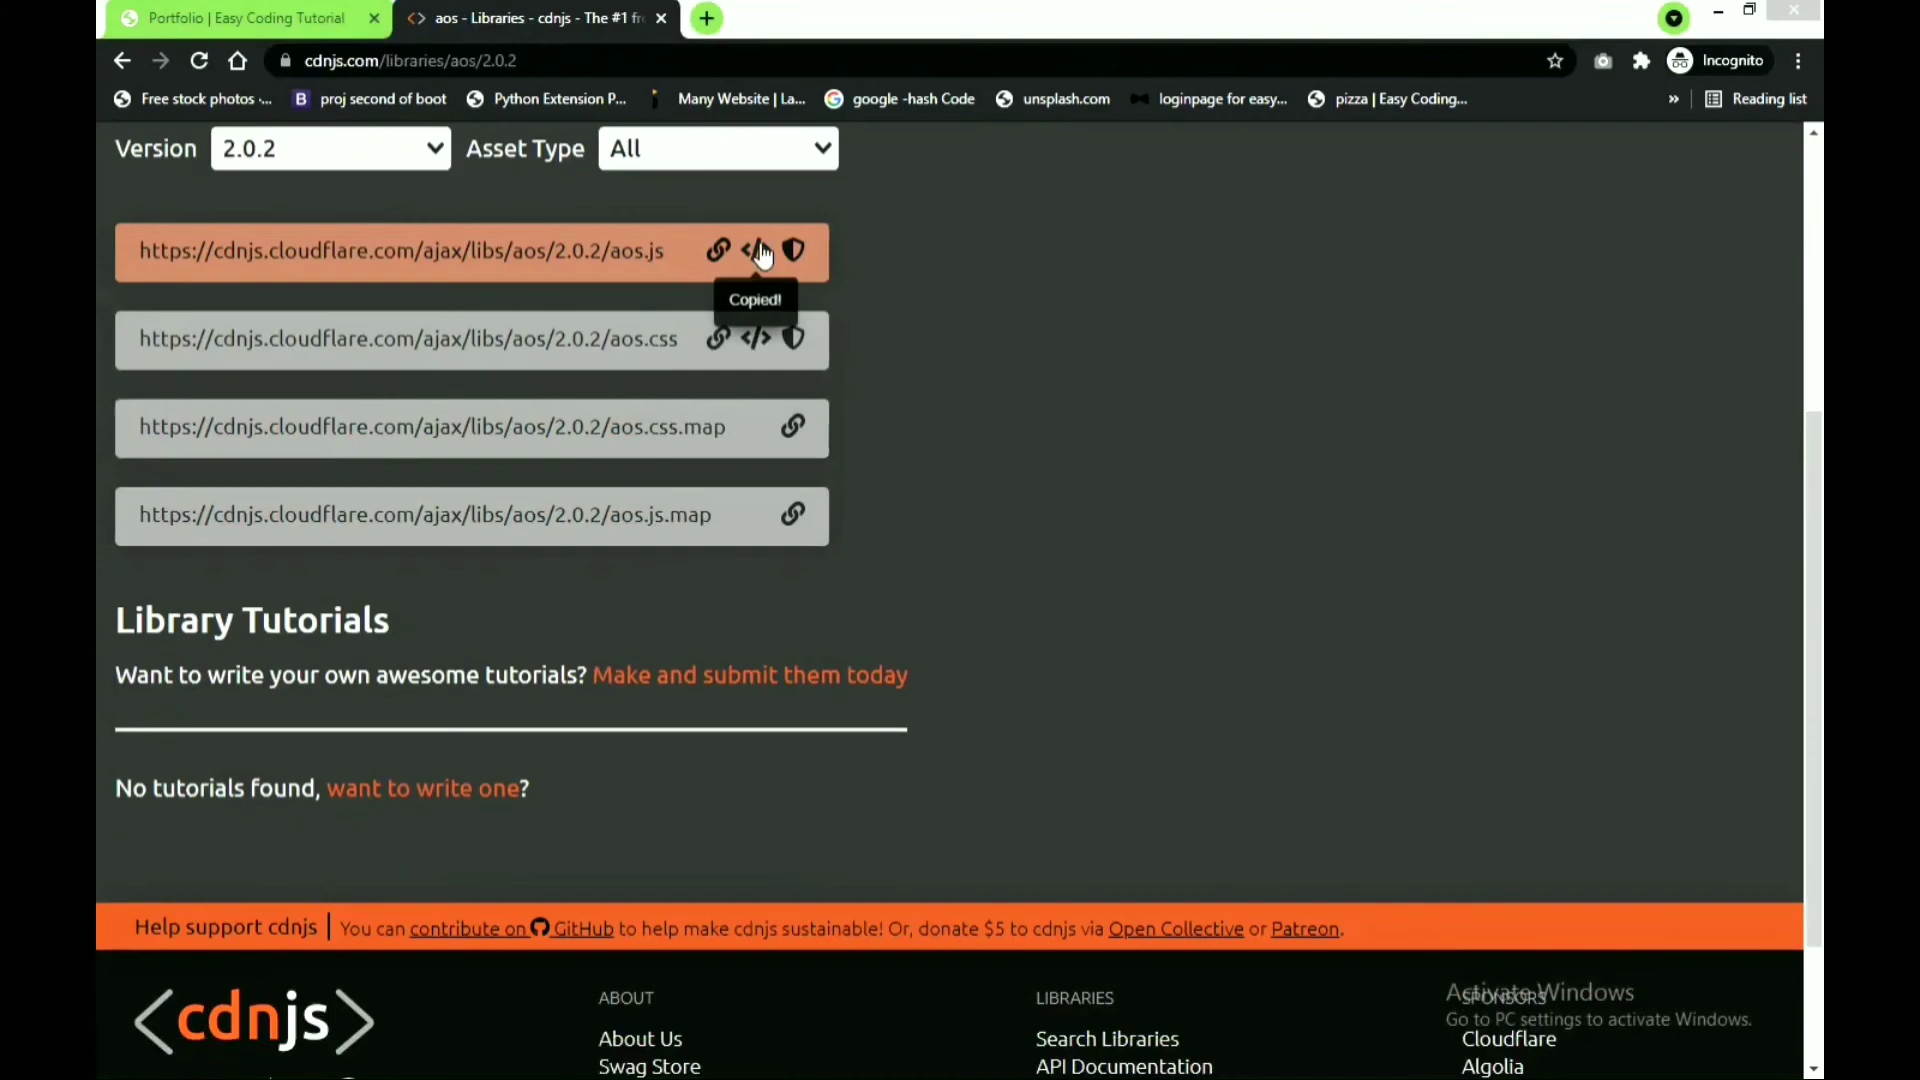 Portfolio | Easy Coding Tutorial
aos - Libraries - cdnjs - The #1 fr
cdnjs.com/libraries/aos/2.0.2
Incognito
Free stock photos ·...
B proj second of boot
Python Extension P...
Many Website | La...
google -hash Code
unsplash.com
loginpage for easy...
pizza | Easy Coding...
» Reading list
Version 2.0.2 Asset Type All
https://cdnjs.cloudflare.com/ajax/libs/aos/2.0.2/aos.js
Copied!
https://cdnjs.cloudflare.com/ajax/libs/aos/2.0.2/aos.css
https://cdnjs.cloudflare.com/ajax/libs/aos/2.0.2/aos.css.map
https://cdnjs.cloudflare.com/ajax/libs/aos/2.0.2/aos.js.map
Library Tutorials
Want to write your own awesome tutorials? Make and submit them today
No tutorials found, want to write one?
Help support cdnjs | You can contribute on GitHub to help make cdnjs sustainable! Or, donate $5 to cdnjs via Open Collective or Patreon.
<cdnjs>
ABOUT
About Us
Swag Store
LIBRARIES
Search Libraries
API Documentation
SPONSORS
Cloudflare
Algolia
Activate Windows
Go to PC settings to activate Windows.